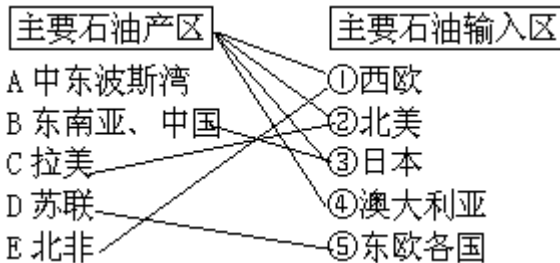 主要石油产区 主要石油输入区
A 中东波斯湾 ①西欧
B 东南亚、中国 ②北美
C 拉美 ③日本
D 苏联 ④澳大利亚
E 北非 ⑤东欧各国